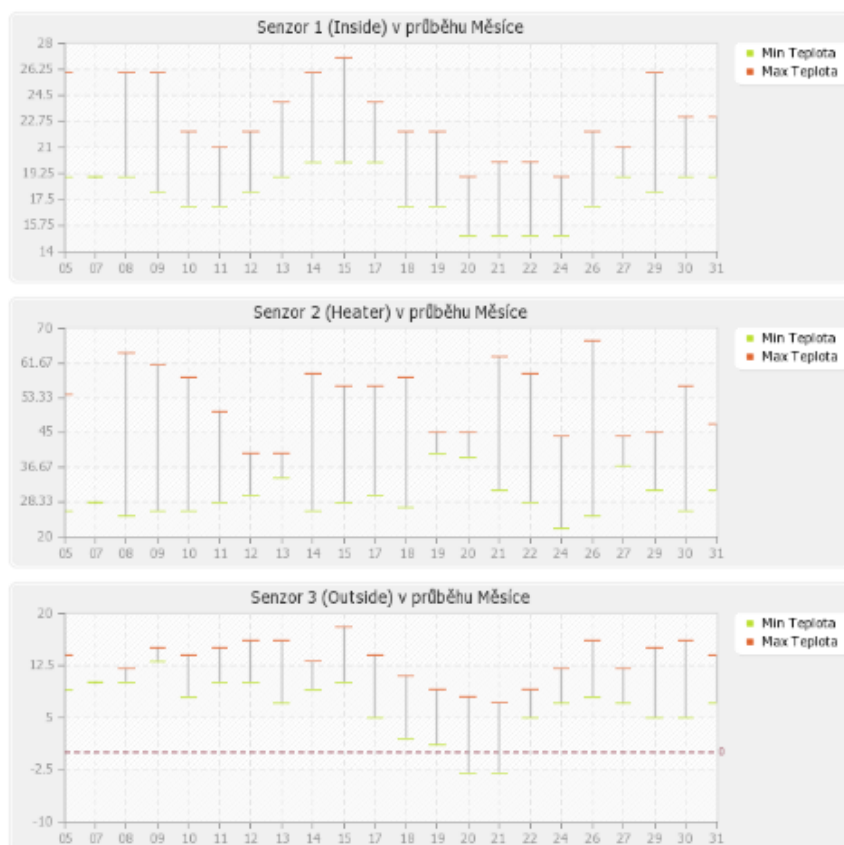 Senzor 1 (Inside) v průběhu Měsíce
28
26.25
24.5
22.75
21
19.25
17.5
15.75
14
05 07 08 09 10 11 12 13 14 15 17 18 19 20 21 22 24 26 27 29 30 31
Min Teplota
Max Teplota
Senzor 2 (Heater) v průběhu Měsíce
70
61.67
53.33
45
36.67
28.33
20
05 07 08 09 10 11 12 13 14 15 17 18 19 20 21 22 24 26 27 29 30 31
Min Teplota
Max Teplota
Senzor 3 (Outside) v průběhu Měsíce
20
12.5
5
-2.5
-10
0
05 07 08 09 10 11 12 13 14 15 17 18 19 20 21 22 24 26 27 29 30 31
Min Teplota
Max Teplota